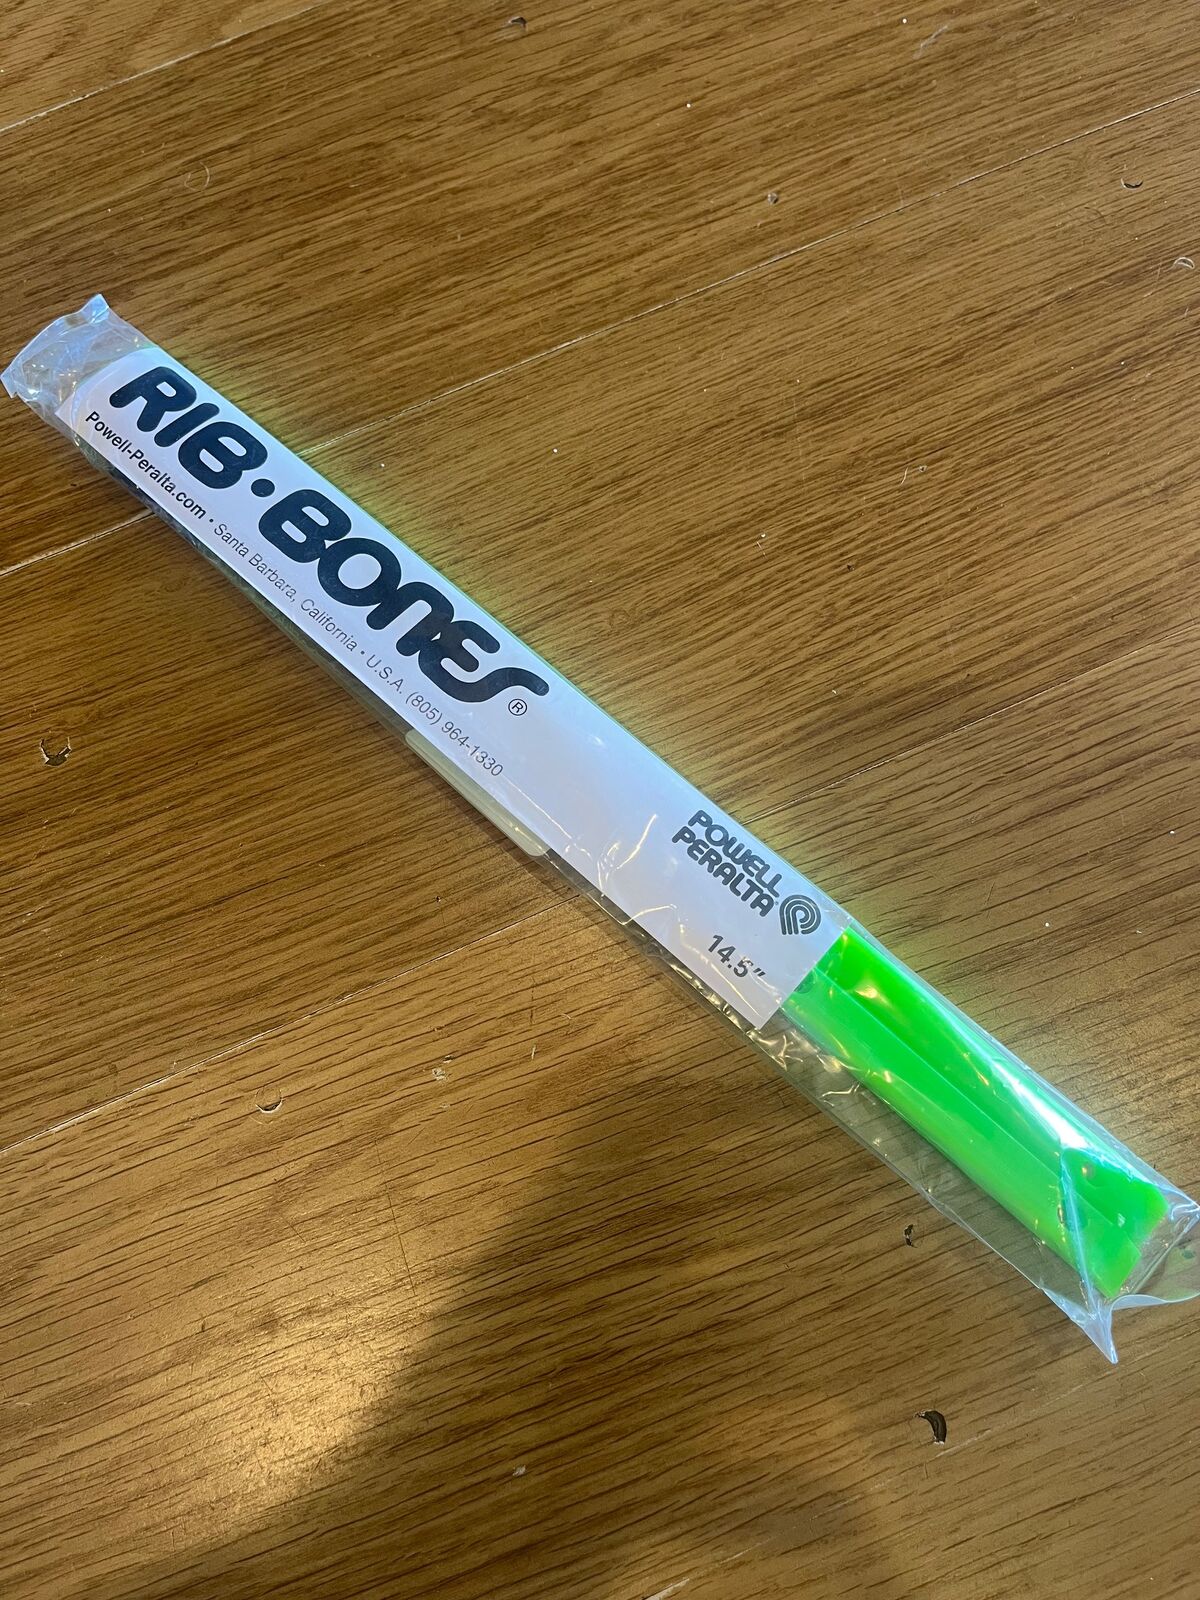 RIB•BONES®
Powell-Peralta.com • Santa Barbara, California • U.S.A. (805) 964-1330
POWELL
PERALTA
14.5"